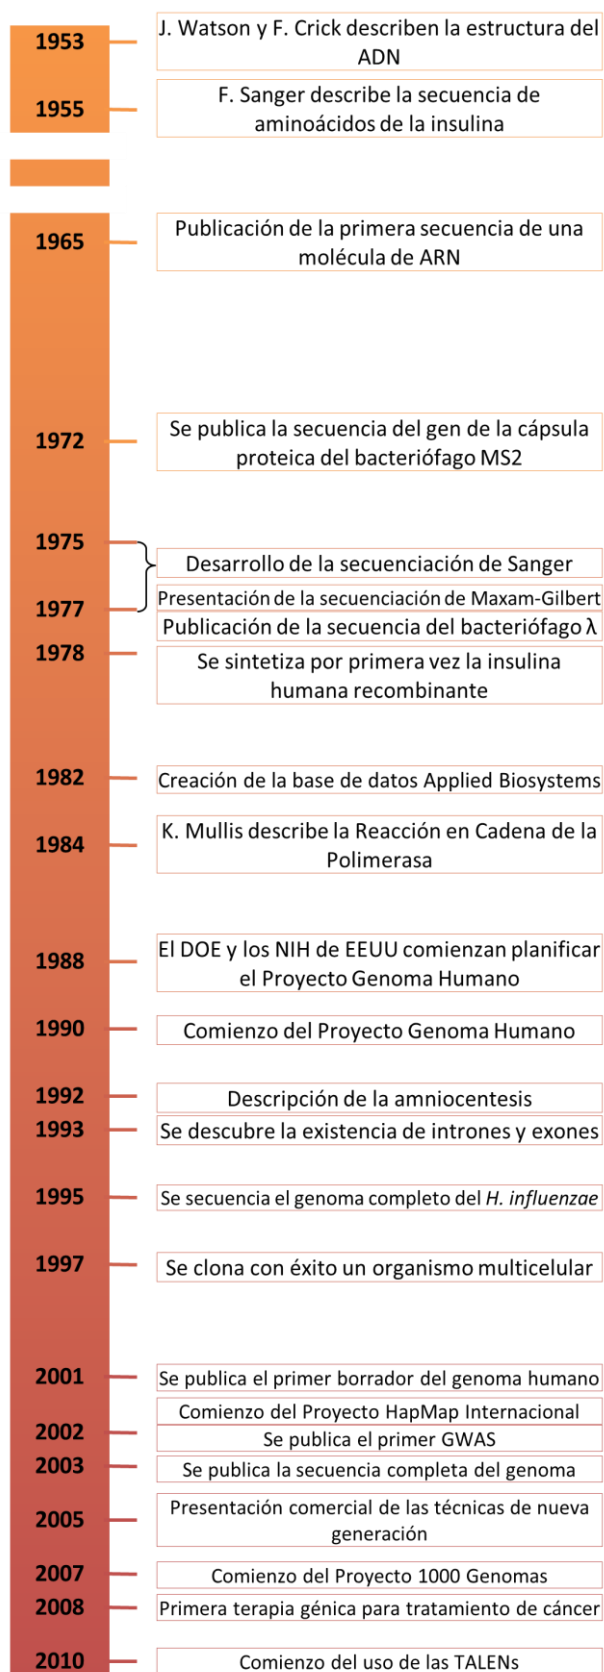 1953
J. Watson y F. Crick describen la estructura del
ADN
1955
F. Sanger describe la secuencia de
aminoácidos de la insulina
1965
Publicación de la primera secuencia de una
molécula de ARN
1972
Se publica la secuencia del gen de la cápsula
proteica del bacteriófago MS2
1975
Desarrollo de la secuenciación de Sanger
1977
Presentación de la secuenciación de Maxam-Gilbert
Publicación de la secuencia del bacteriófago λ
1978
Se sintetiza por primera vez la insulina
humana recombinante
1982
Creación de la base de datos Applied Biosystems
1984
K. Mullis describe la Reacción en Cadena de la
Polimerasa
1988
El DOE y los NIH de EEUU comienzan planificar
el Proyecto Genoma Humano
1990
Comienzo del Proyecto Genoma Humano
1992
Descripción de la amniocentesis
1993
Se descubre la existencia de intrones y exones
1995
Se secuencia el genoma completo del H. influenzae
1997
Se clona con éxito un organismo multicelular
2001
Se publica el primer borrador del genoma humano
Comienzo del Proyecto HapMap Internacional
2002
Se publica el primer GWAS
2003
Se publica la secuencia completa del genoma
2005
Presentación comercial de las técnicas de nueva
generación
2007
Comienzo del Proyecto 1000 Genomas
2008
Primera terapia génica para tratamiento de cáncer
2010
Comienzo del uso de las TALENs